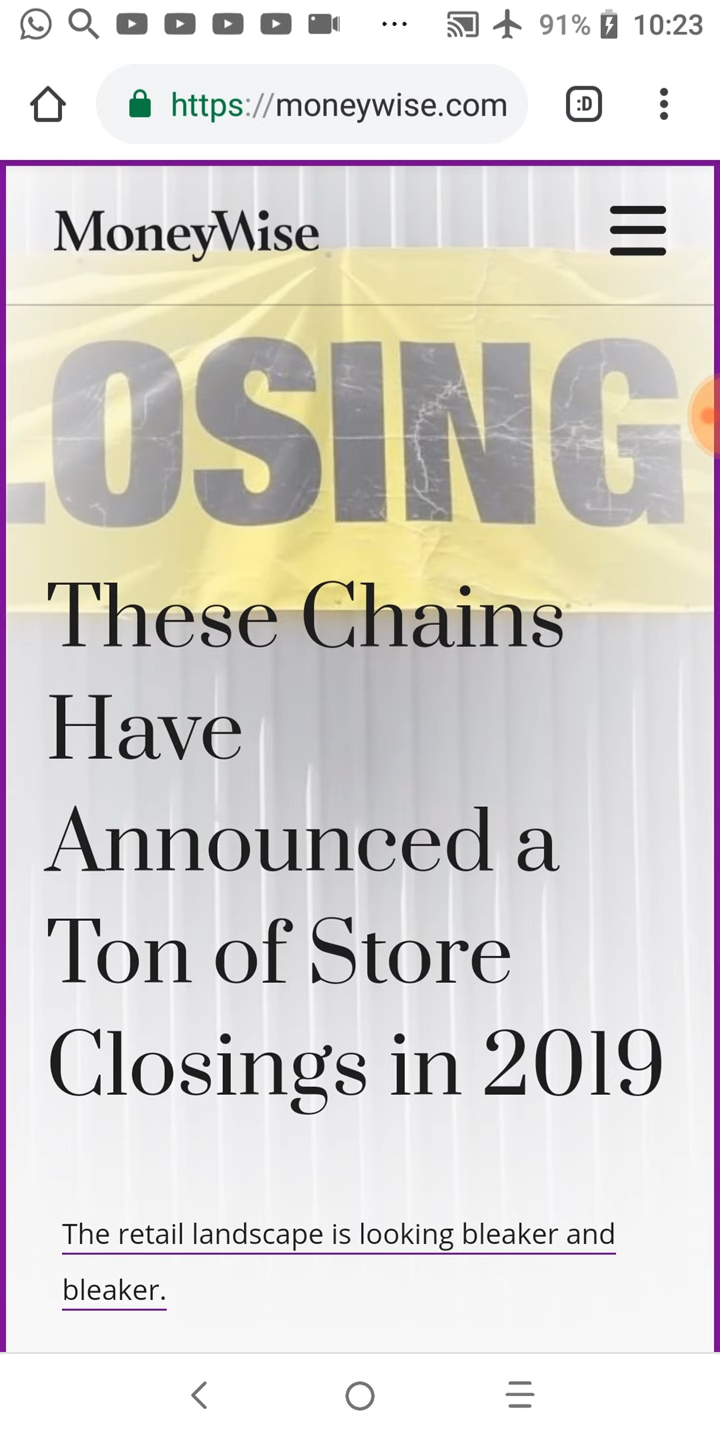 91% 10:23
https://moneywise.com :D
MoneyWise
LOSING
These Chains
Have
Announced a
Ton of Store
Closings in 2019
The retail landscape is looking bleaker and
bleaker.